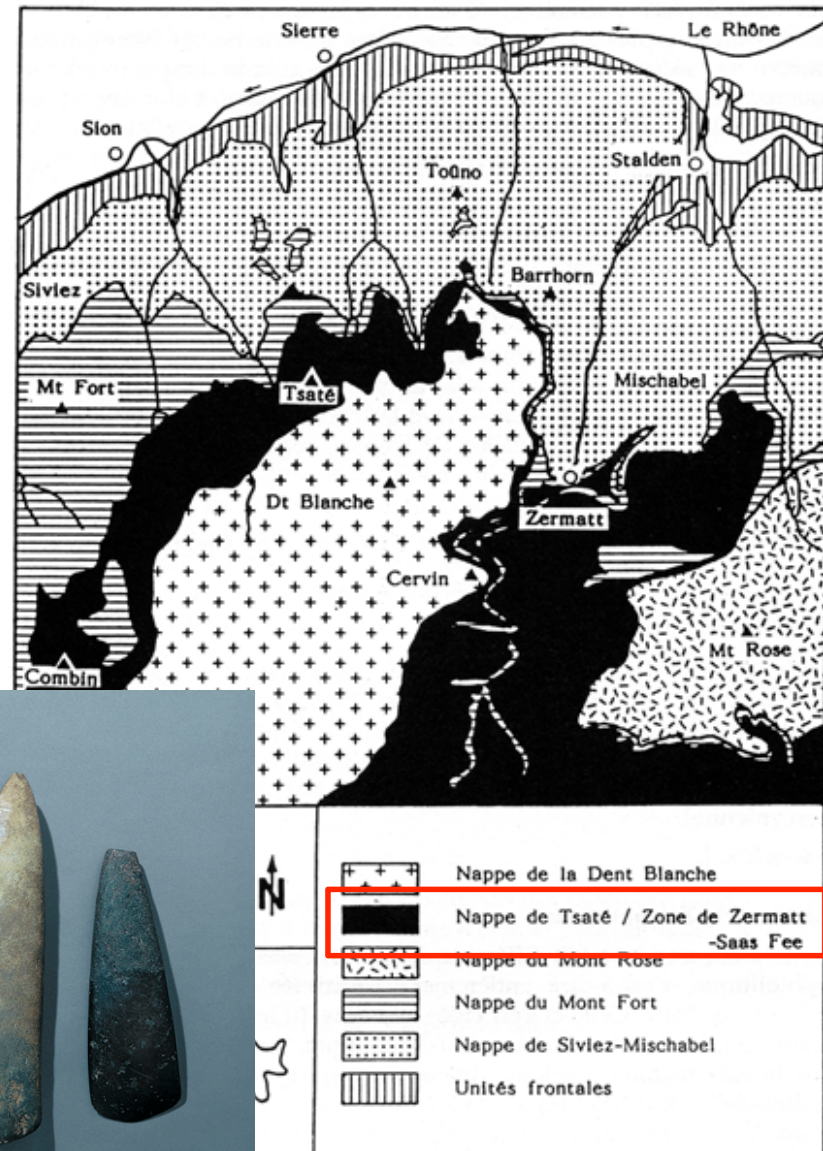 Sierre
Le Rhône
Sion
Stalden
Toûno
Barrhorn
Siviez
Mischabel
Mt Fort
Tsaté
Dt Blanche
Zermatt
Cervin
Mt Rose
Combin
N
Nappe de la Dent Blanche
Nappe de Tsaté / Zone de Zermatt
-Saas Fee
Nappe du Mont Rose
Nappe du Mont Fort
Nappe de Siviez-Mischabel
Unités frontales